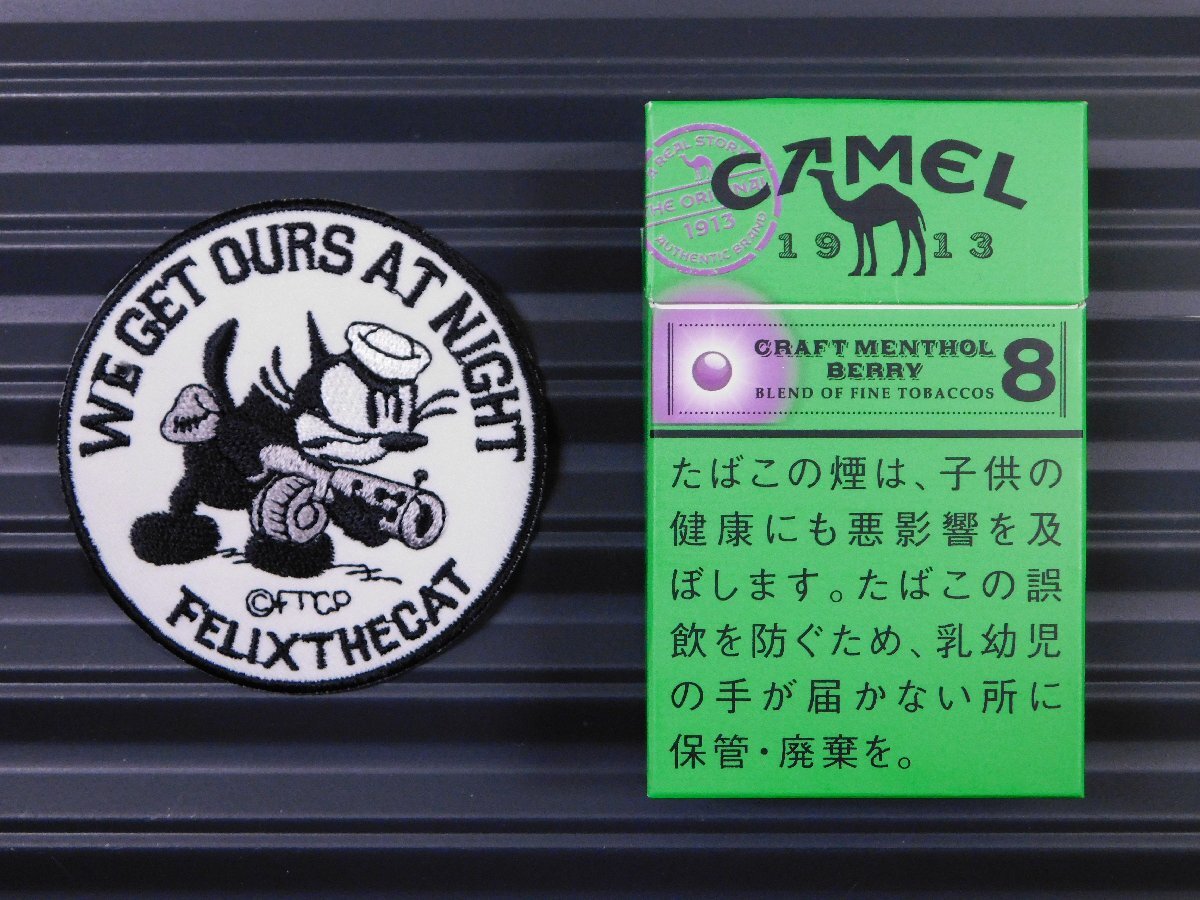 WE GET OURS AT NIGHT
©FTCP
FELIXTHECAT
A REAL STORY
THE ORIGINAL
1913
AUTHENTIC BRAND
CAMEL
1913
CRAFT MENTHOL
BERRY
BLEND OF FINE TOBACCOS
8
たばこの煙は、子供の
健康にも悪影響を及
ぼします。たばこの誤
飲を防ぐため、乳幼児
の手が届かない所に
保管・廃棄を。